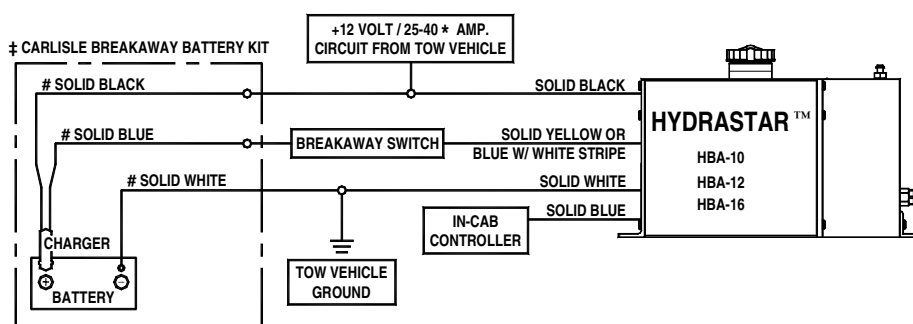 +12 VOLT / 25-40 * AMP.
CIRCUIT FROM TOW VEHICLE
‡ CARLISLE BREAKAWAY BATTERY KIT
# SOLID BLACK
SOLID BLACK
HYDRASTAR ™
# SOLID BLUE
BREAKAWAY SWITCH
SOLID YELLOW OR
BLUE W/ WHITE STRIPE
HBA-10
HBA-12
HBA-16
# SOLID WHITE
SOLID WHITE
SOLID BLUE
IN-CAB
CONTROLLER
CHARGER
+
-
BATTERY
TOW VEHICLE
GROUND